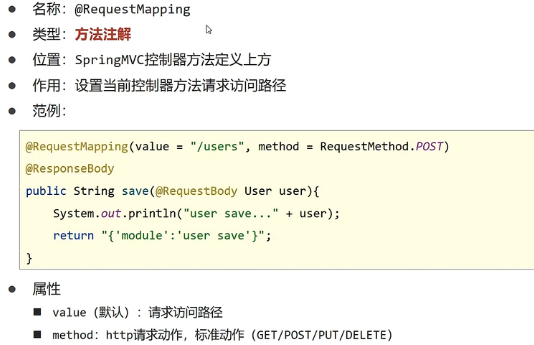 名称：@RequestMapping
类型：方法注解
位置：SpringMVC控制器方法定义上方
作用：设置当前控制器方法请求访问路径
范例：
@RequestMapping(value = "/users", method = RequestMethod.POST)
@ResponseBody
public String save(@RequestBody User user){
    System.out.println("user save..." + user);
    return "{'module':'user save'}";
}
属性
value（默认）：请求访问路径
method：http请求动作，标准动作（GET/POST/PUT/DELETE）